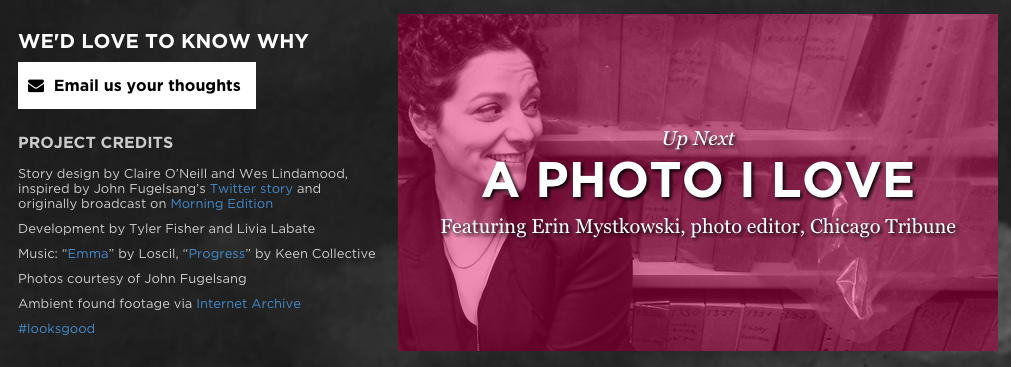 WE'D LOVE TO KNOW WHY
Email us your thoughts
PROJECT CREDITS
Story design by Claire O’Neill and Wes Lindamood,
inspired by John Fugelsang’s Twitter story and
originally broadcast on Morning Edition
Development by Tyler Fisher and Livia Labate
Music: “Emma” by Loscil, “Progress” by Keen Collective
Photos courtesy of John Fugelsang
Ambient found footage via Internet Archive
#looksgood
Up Next
A PHOTO I LOVE
Featuring Erin Mystkowski, photo editor, Chicago Tribune